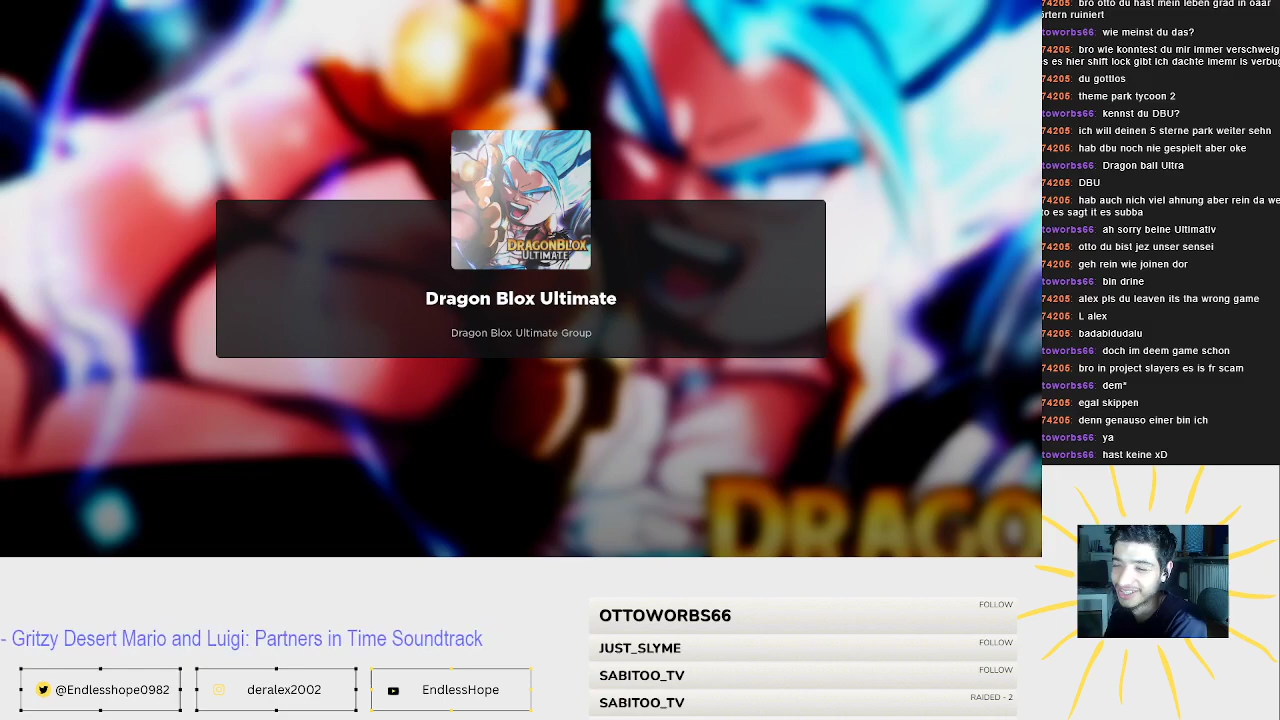 DRAGONBLOX
ULTIMATE
Dragon Blox Ultimate
Dragon Blox Ultimate Group
DRAGO
74205: bro otto du hast mein leben grad in oaar
örtern ruiniert
toworbs66: wie meinst du das?
74205: bro wie konntest du mir immer verschweig
s es hier shift lock gibt ich dachte imemr is verbug
74205: du gottlos
74205: theme park tycoon 2
toworbs66: kennst du DBU?
74205: ich will deinen 5 sterne park weiter sehn
74205: hab dbu noch nie gespielt aber oke
toworbs66: Dragon ball Ultra
74205: DBU
74205: hab auch nich viel ahnung aber rein da we
to es sagt it es subba
toworbs66: ah sorry beine Ultimativ
74205: otto du bist jez unser sensei
74205: geh rein wie joinen dor
toworbs66: bin drine
74205: alex pls du leaven its tha wrong game
74205: L alex
74205: badabidudalu
toworbs66: doch im deem game schon
74205: bro in project slayers es is fr scam
toworbs66: dem*
74205: egal skippen
74205: denn genauso einer bin ich
toworbs66: ya
toworbs66: hast keine xD
- Gritzy Desert Mario and Luigi: Partners in Time Soundtrack
@Endlesshope0982
deralex2002
EndlessHope
OTTOWORBS66 FOLLOW
JUST_SLYME FOLLOW
SABITOO_TV FOLLOW
SABITOO_TV RAIDED - 2